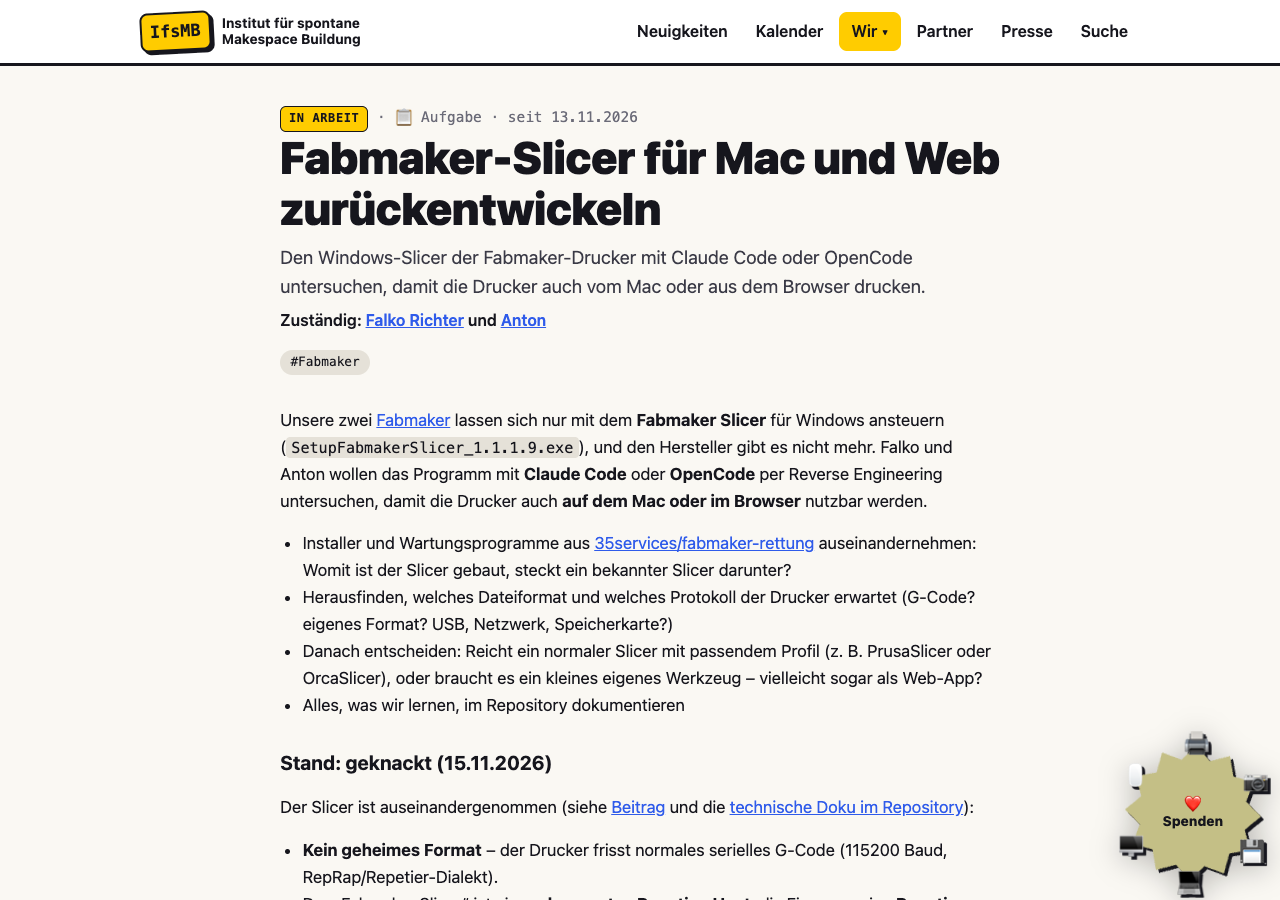 IfsMB
Institut für spontane
Makespace Buildung
Neuigkeiten
Kalender
Wir ▾
Partner
Presse
Suche
IN ARBEIT · 📋 Aufgabe · seit 13.11.2026
Fabmaker-Slicer für Mac und Web
zurückentwickeln
Den Windows-Slicer der Fabmaker-Drucker mit Claude Code oder OpenCode
untersuchen, damit die Drucker auch vom Mac oder aus dem Browser drucken.
Zuständig: Falko Richter und Anton
#Fabmaker
Unsere zwei Fabmaker lassen sich nur mit dem Fabmaker Slicer für Windows ansteuern
(SetupFabmakerSlicer_1.1.1.9.exe), und den Hersteller gibt es nicht mehr. Falko und
Anton wollen das Programm mit Claude Code oder OpenCode per Reverse Engineering
untersuchen, damit die Drucker auch auf dem Mac oder im Browser nutzbar werden.
• Installer und Wartungsprogramme aus 35services/fabmaker-rettung auseinandernehmen:
Womit ist der Slicer gebaut, steckt ein bekannter Slicer darunter?
• Herausfinden, welches Dateiformat und welches Protokoll der Drucker erwartet (G-Code?
eigenes Format? USB, Netzwerk, Speicherkarte?)
• Danach entscheiden: Reicht ein normaler Slicer mit passendem Profil (z. B. PrusaSlicer oder
OrcaSlicer), oder braucht es ein kleines eigenes Werkzeug – vielleicht sogar als Web-App?
• Alles, was wir lernen, im Repository dokumentieren
Stand: geknackt (15.11.2026)
Der Slicer ist auseinandergenommen (siehe Beitrag und die technische Doku im Repository):
• Kein geheimes Format – der Drucker frisst normales serielles G-Code (115200 Baud,
RepRap/Repetier-Dialekt).
Spenden